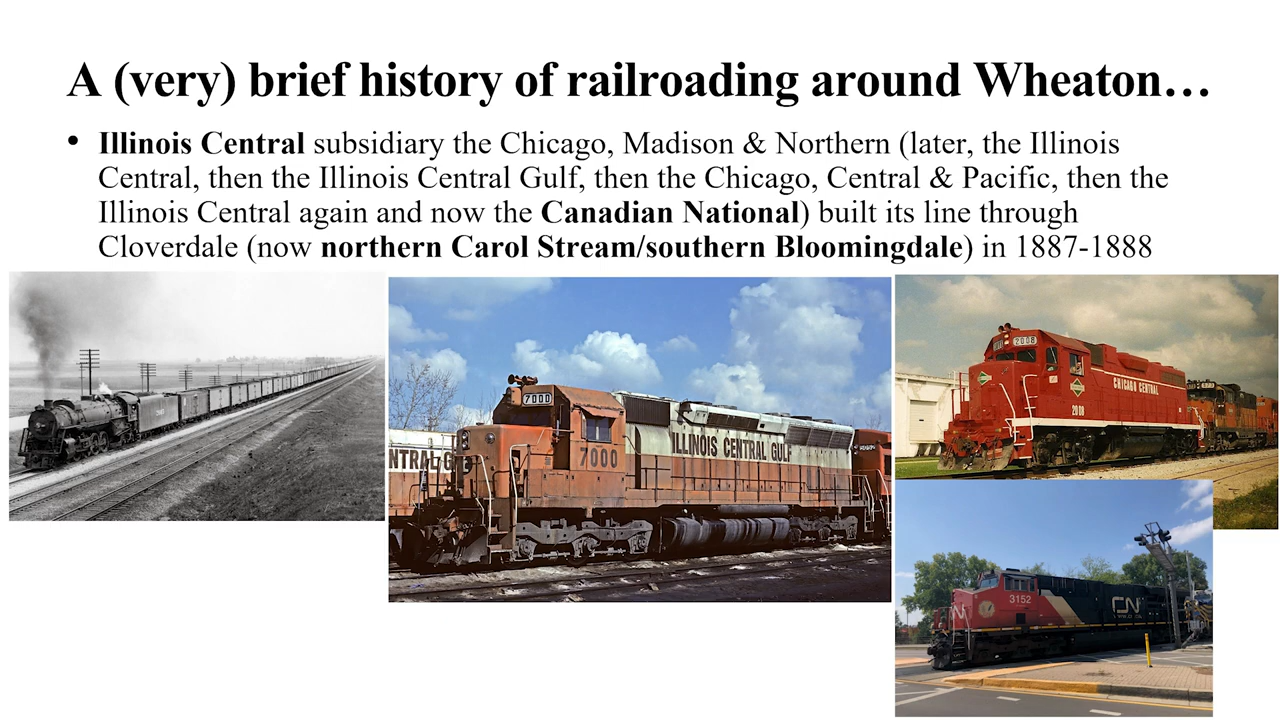 A (very) brief history of railroading around Wheaton…
• Illinois Central subsidiary the Chicago, Madison & Northern (later, the Illinois
Central, then the Illinois Central Gulf, then the Chicago, Central & Pacific, then the
Illinois Central again and now the Canadian National) built its line through
Cloverdale (now northern Carol Stream/southern Bloomingdale) in 1887-1888
7000
7000
ILLINOIS CENTRAL GULF
NTRAL G
2008
CHICAGO CENTRAL
2008
3152
CN